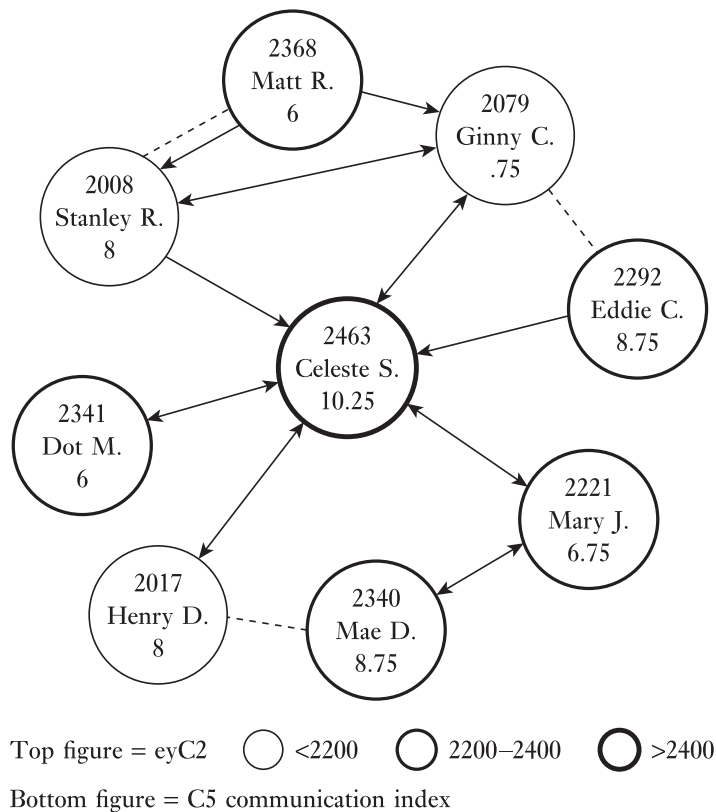 2368
Matt R.
6
2079
Ginny C.
.75
2008
Stanley R.
8
2292
Eddie C.
8.75
2463
Celeste S.
10.25
2341
Dot M.
6
2221
Mary J.
6.75
2017
Henry D.
8
2340
Mae D.
8.75
Top figure = eyC2 <2200 2200–2400 >2400
Bottom figure = C5 communication index